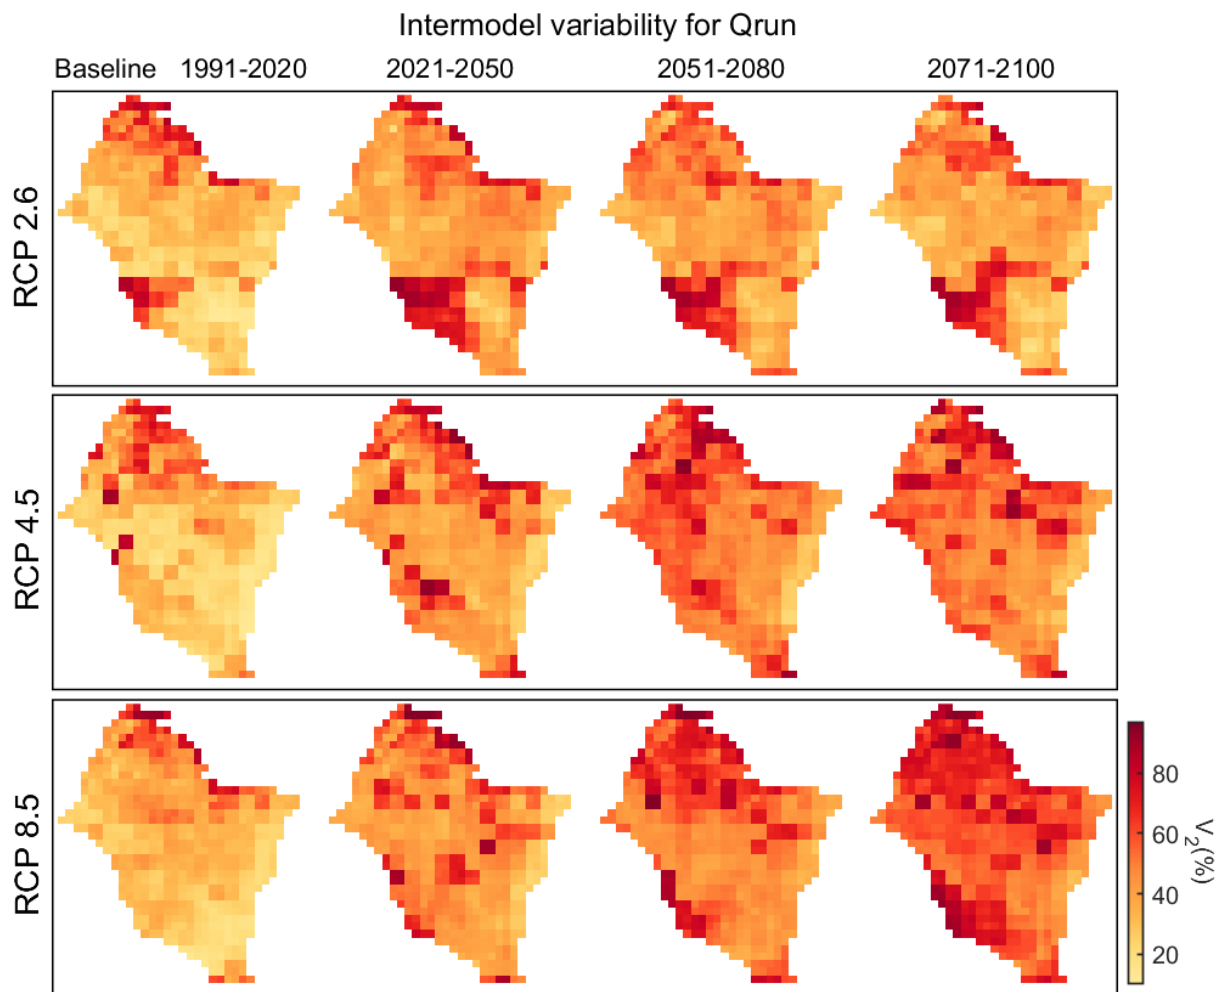 Intermodel variability for Qrun
Baseline 1991-2020 2021-2050 2051-2080 2071-2100
RCP 2.6
RCP 4.5
RCP 8.5
80
60
40
20
V2(%)